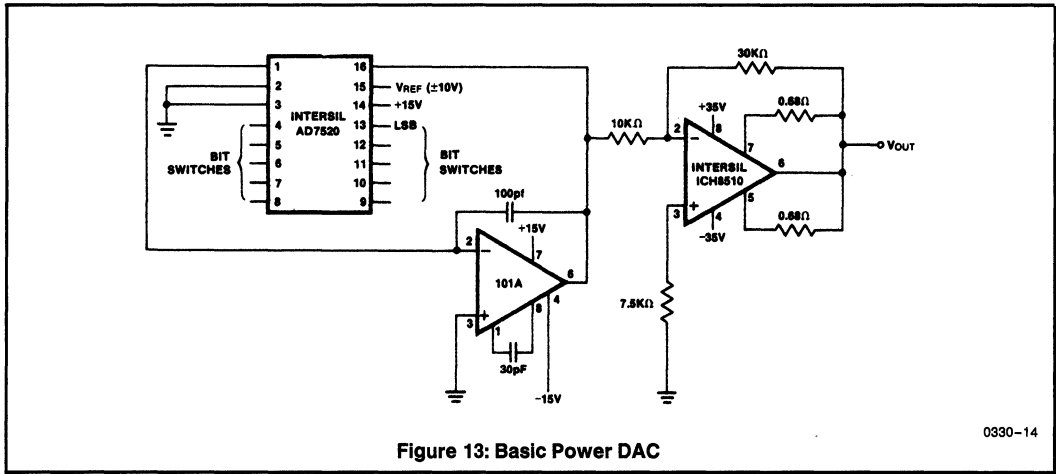 1
2
3
4
5
6
7
8
16
15
14
13
12
11
10
9
INTERSIL
AD7520
VREF (±10V)
+15V
LSB
BIT
SWITCHES
BIT
SWITCHES
100pf
+15V
2
7
101A
6
3
1
8
4
30pF
-15V
10KΩ
30KΩ
+35V
8
0.68Ω
2
7
INTERSIL
ICH8510
6
VOUT
3
4
5
-35V
0.68Ω
7.5KΩ
0330-14
Figure 13: Basic Power DAC